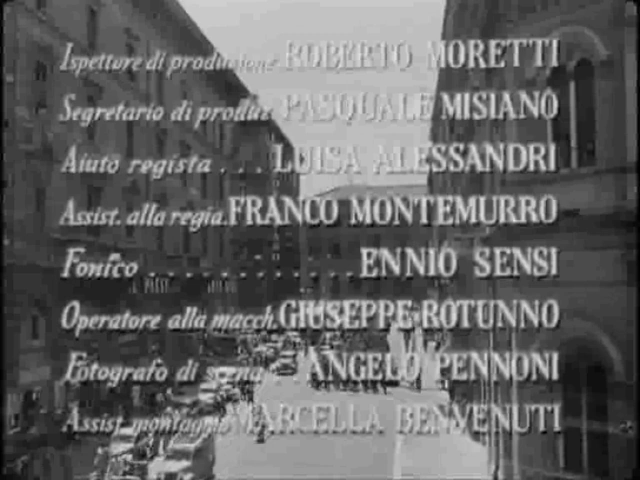 Ispettore di produzione ROBERTO MORETTI
Segretario di produz. PASQUALE MISIANO
Aiuto regista . . . LUISA ALESSANDRI
Assist. alla regia. FRANCO MONTEMURRO
Fonico . . . . . . . . . . . . ENNIO SENSI
Operatore alla macch. GIUSEPPE ROTUNNO
Fotografo di scena . . . ANGELO PENNONI
Assist. montaggio MARCELLA BENVENUTI